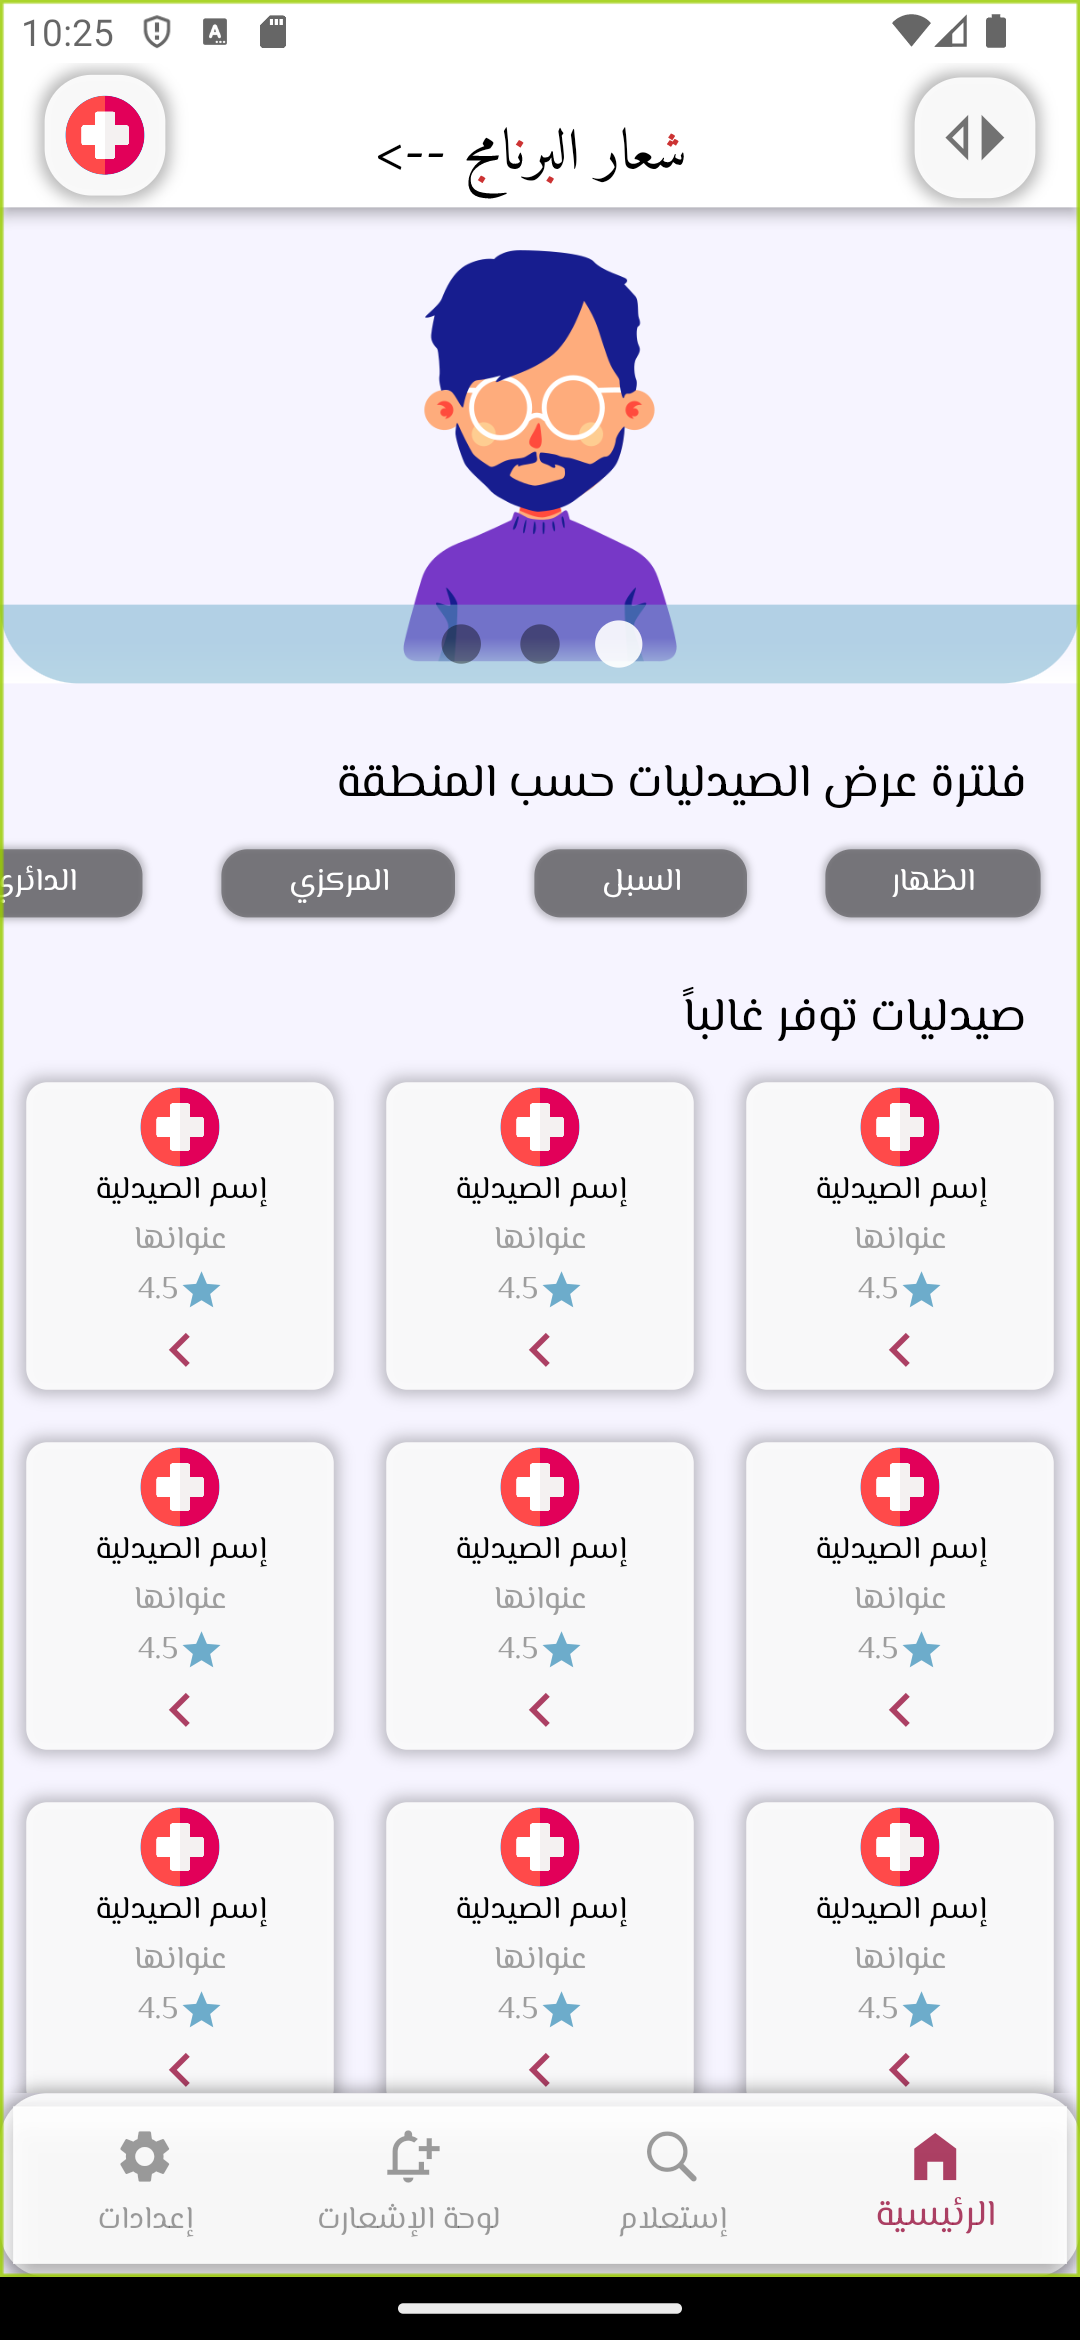 10:25
شعار البرنامج -->
فلترة عرض الصيدليات حسب المنطقة
الظهار السبل المركزي الدائري
صيدليات توفر غالباً
إسم الصيدلية إسم الصيدلية إسم الصيدلية
عنوانها عنوانها عنوانها
4.5 4.5 4.5
إسم الصيدلية إسم الصيدلية إسم الصيدلية
عنوانها عنوانها عنوانها
4.5 4.5 4.5
إسم الصيدلية إسم الصيدلية إسم الصيدلية
عنوانها عنوانها عنوانها
4.5 4.5 4.5
الرئيسية إستعلام لوحة الإشعارت إعدادات